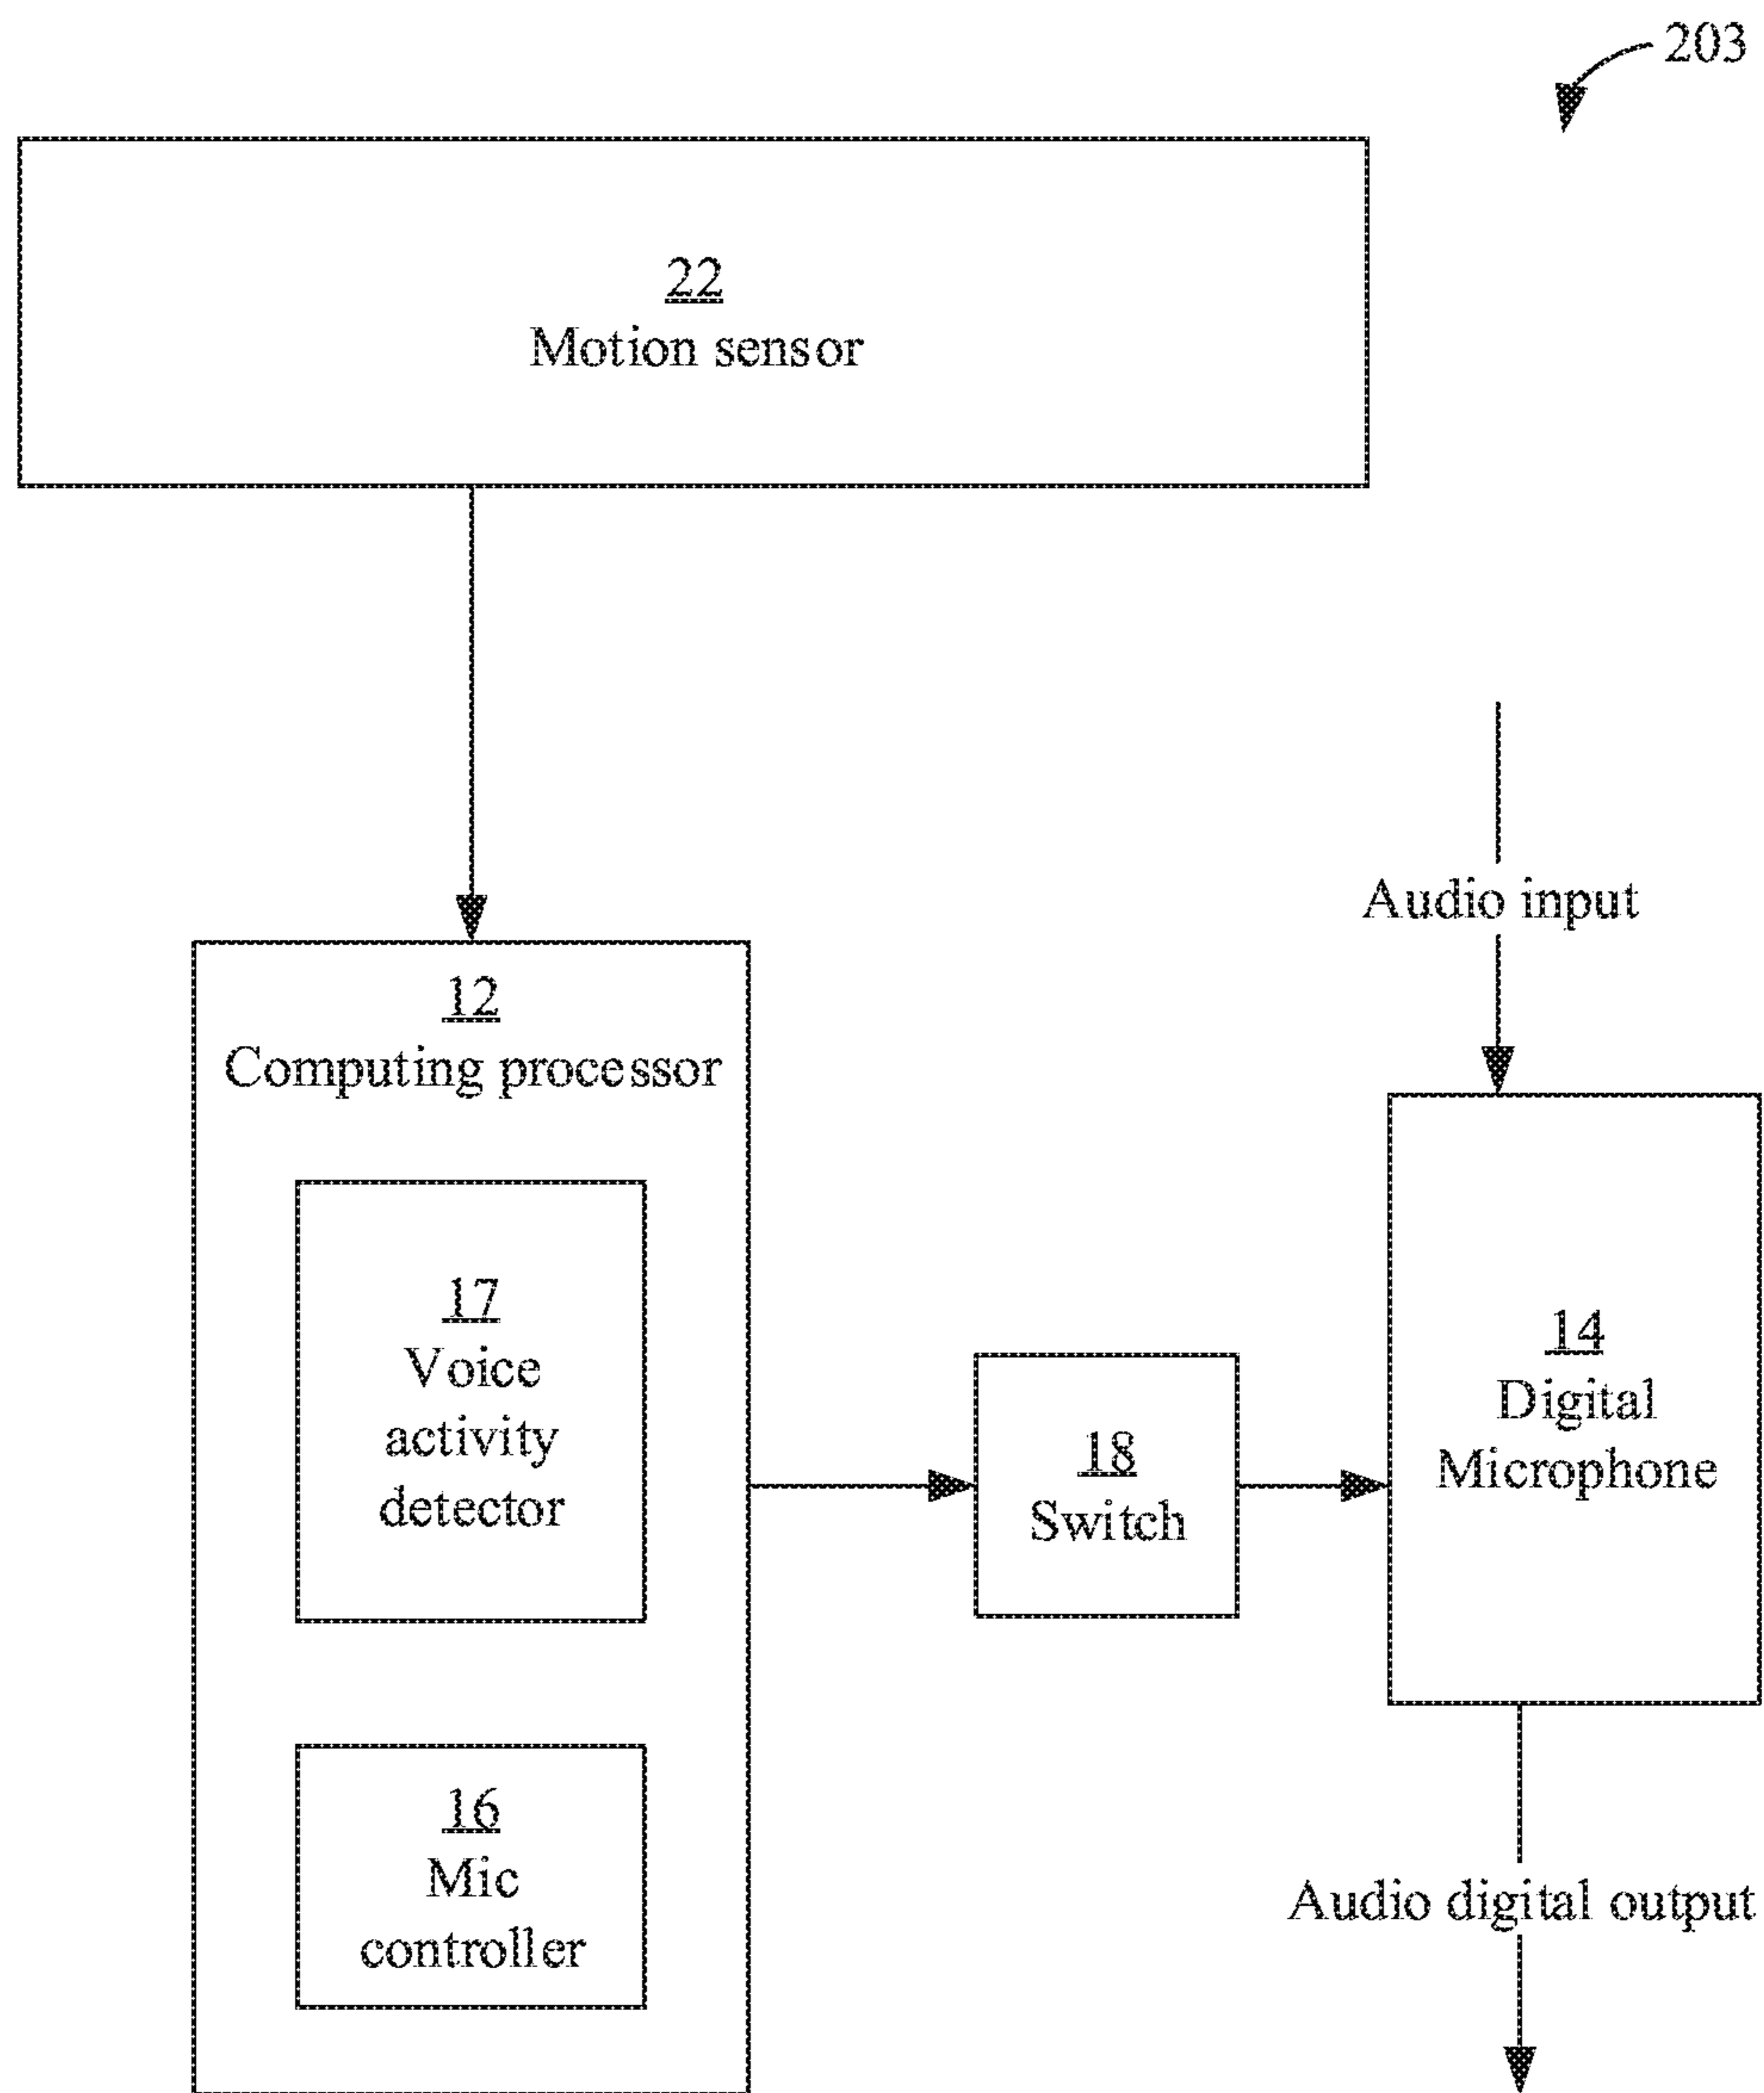 203
22
Motion sensor
Audio input
12
Computing processor
17
Voice
activity
detector
18
Switch
14
Digital
Microphone
16
Mic
controller
Audio digital output